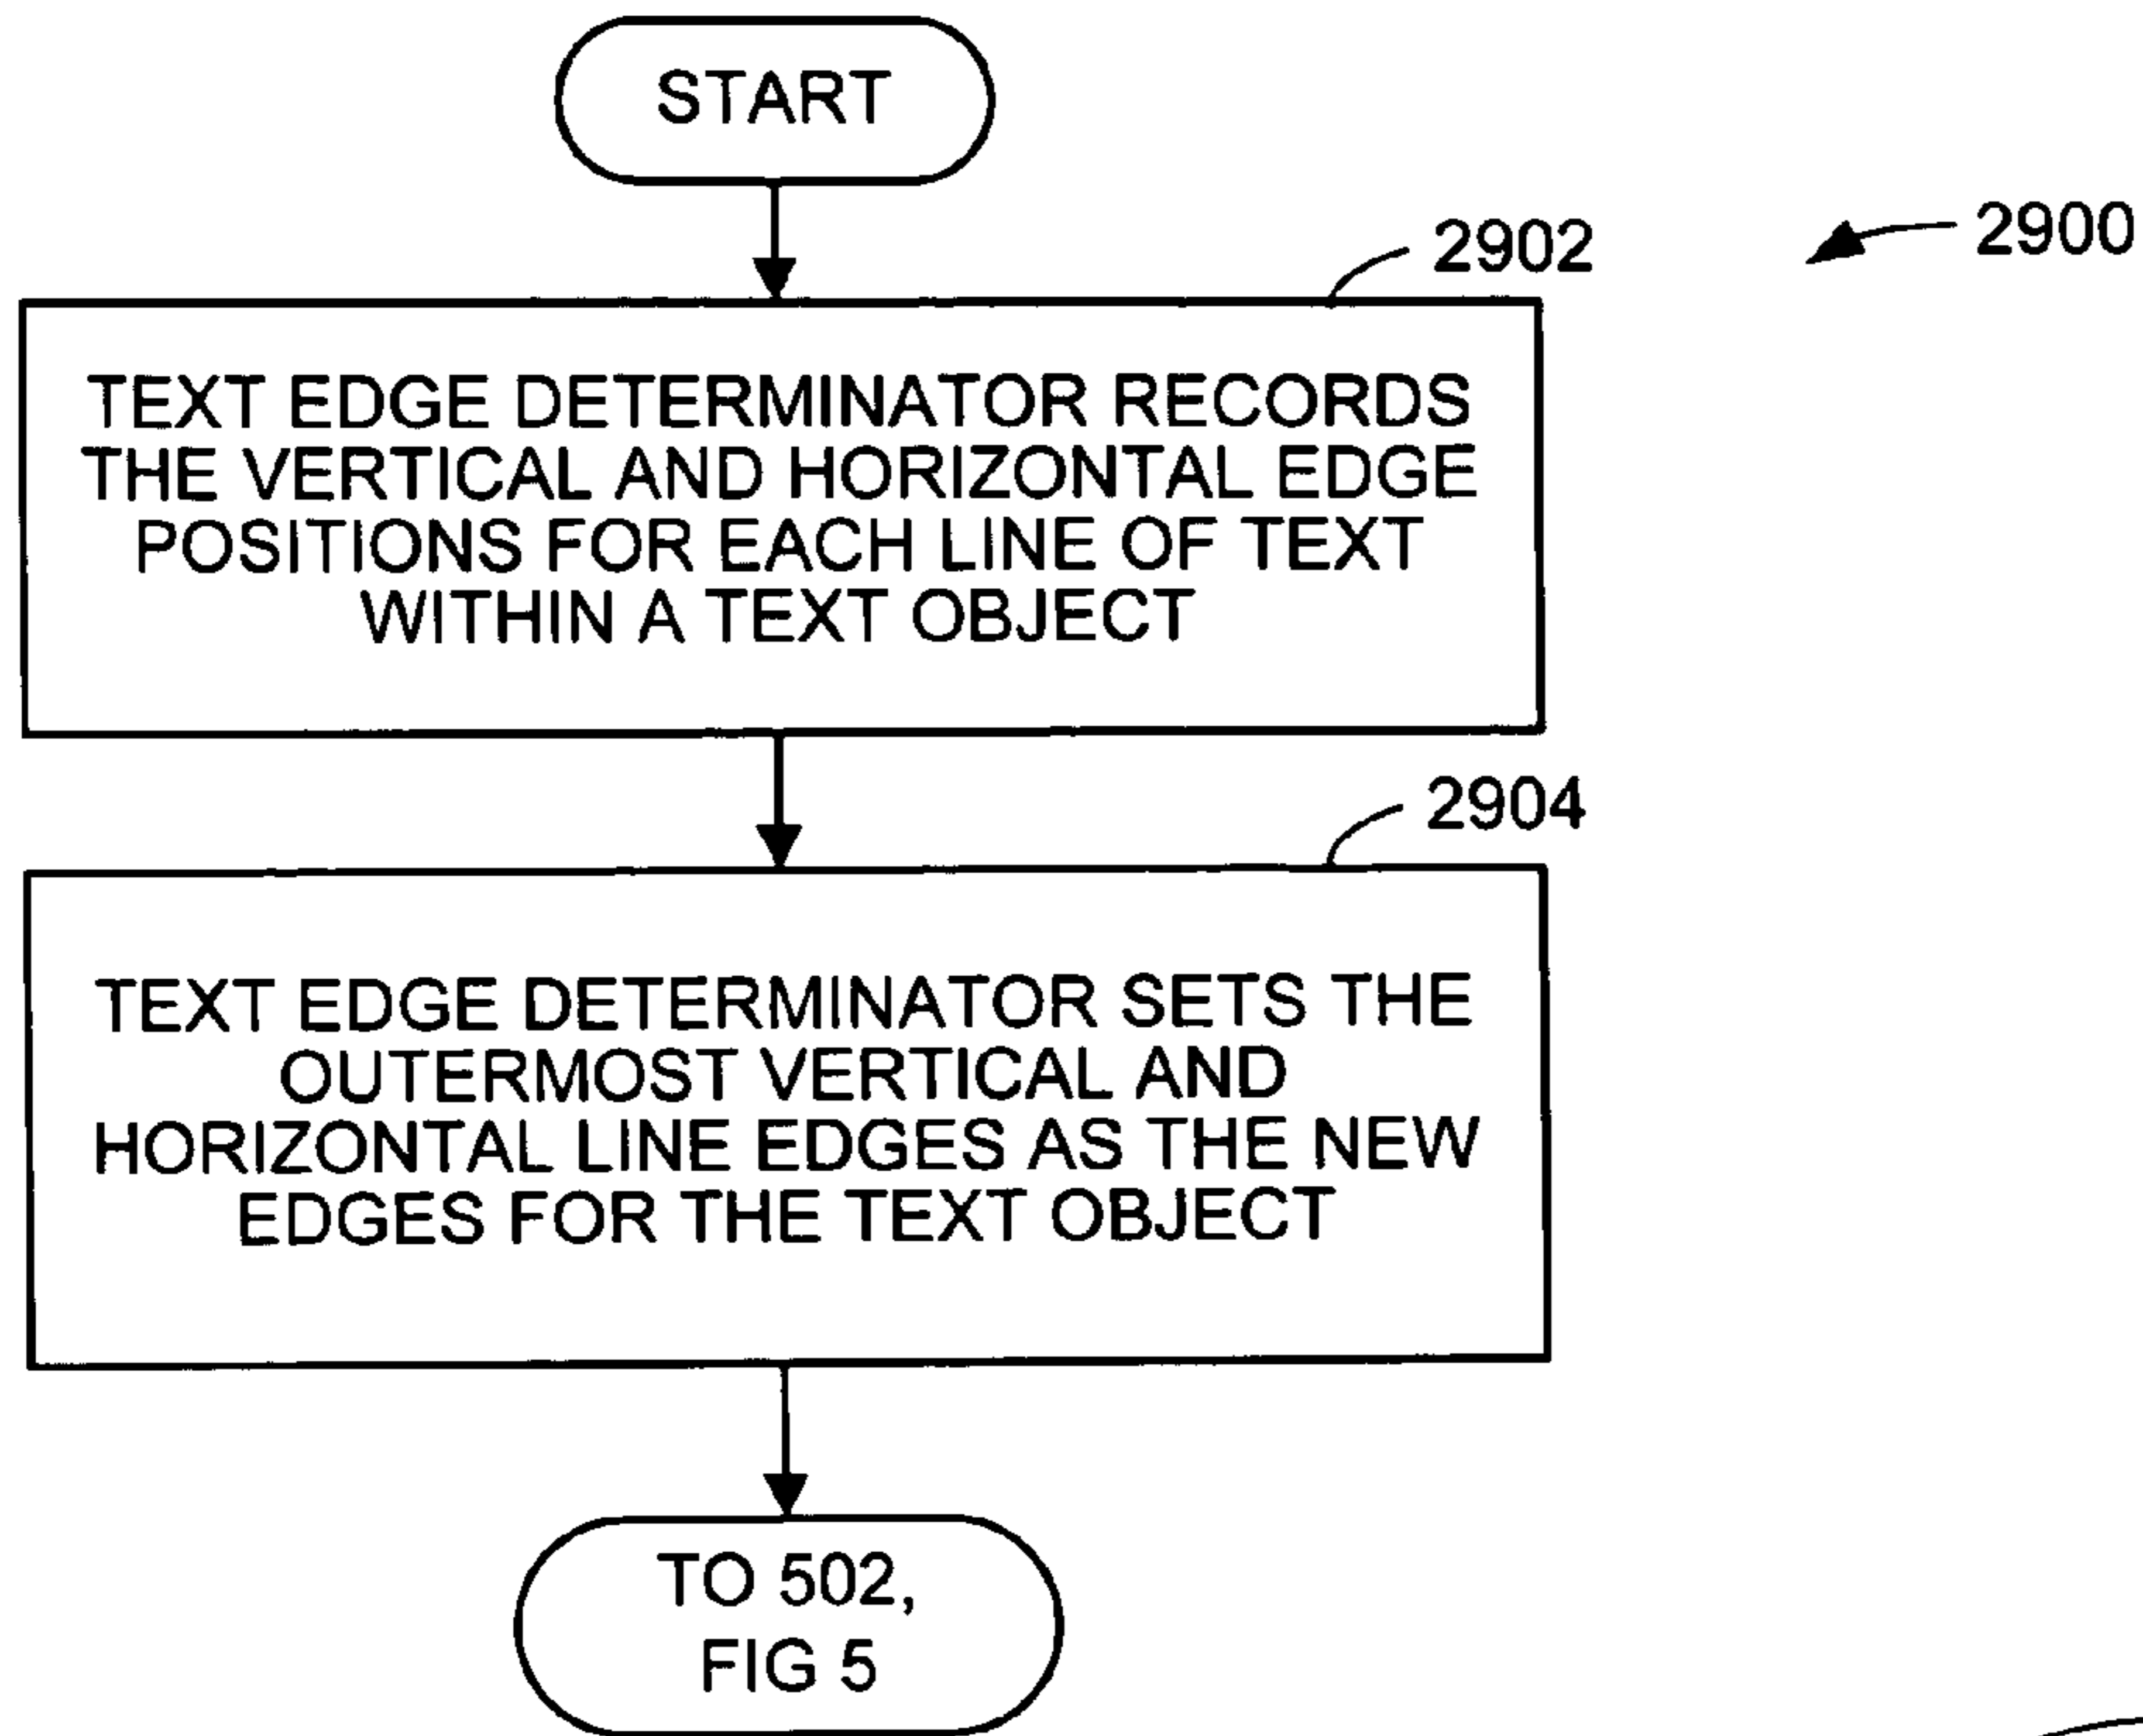 START
2900
2902
TEXT EDGE DETERMINATOR RECORDS
THE VERTICAL AND HORIZONTAL EDGE
POSITIONS FOR EACH LINE OF TEXT
WITHIN A TEXT OBJECT
2904
TEXT EDGE DETERMINATOR SETS THE
OUTERMOST VERTICAL AND
HORIZONTAL LINE EDGES AS THE NEW
EDGES FOR THE TEXT OBJECT
TO 502,
FIG 5